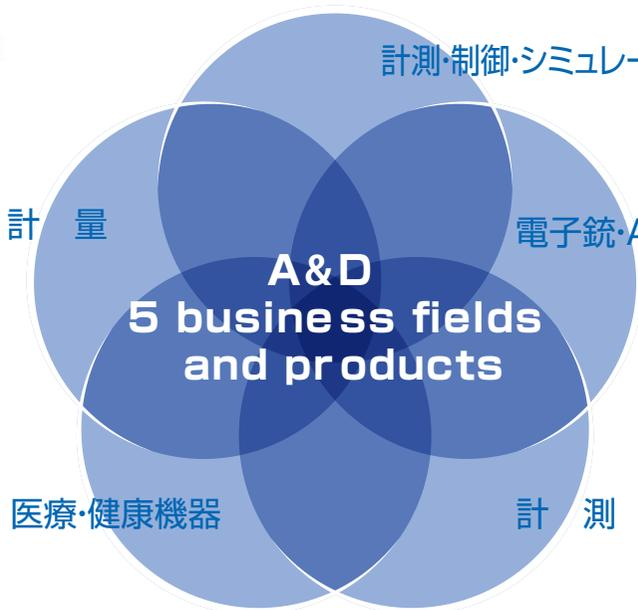 計測・制御・シミュレー
計 量
電子銃・A
A&D
5 business fields
and products
医療・健康機器
計 測